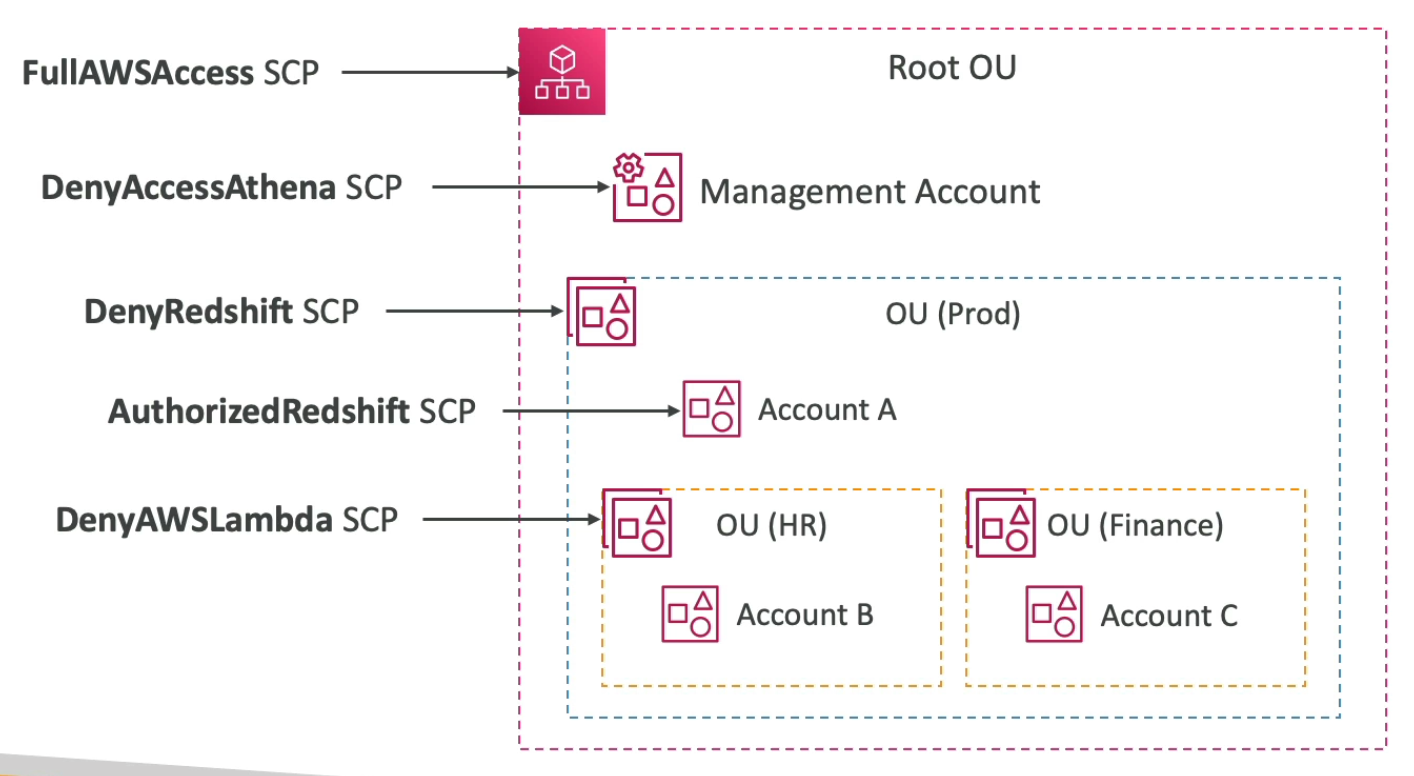 FullAWSAccess SCP
Root OU
DenyAccessAthena SCP
Management Account
DenyRedshift SCP
OU (Prod)
AuthorizedRedshift SCP
Account A
DenyAWSLambda SCP
OU (HR)
OU (Finance)
Account B
Account C